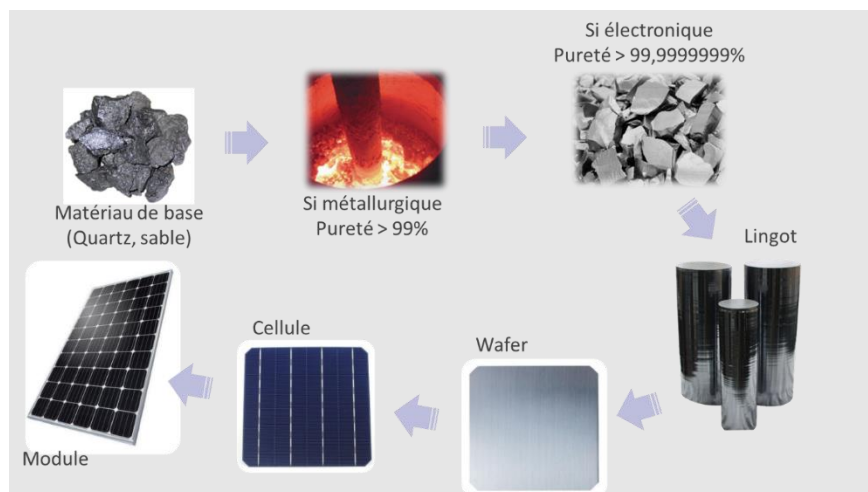 Si électronique
Pureté > 99,9999999%
Matériau de base
(Quartz, sable)
Si métallurgique
Pureté > 99%
Lingot
Cellule
Wafer
Module